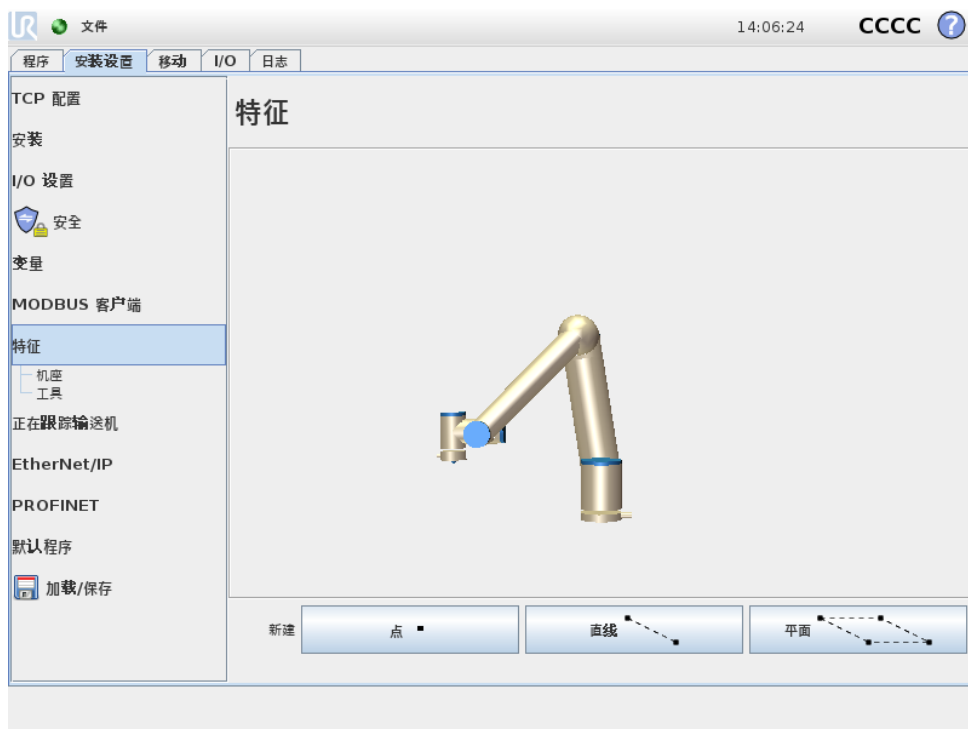 UR 文件 14:06:24 CCCC ?
程序 安装设置 移动 I/O 日志
TCP 配置
特征
安装
I/O 设置
安全
变量
MODBUS 客户端
特征
机座
工具
正在跟踪输送机
EtherNet/IP
PROFINET
默认程序
加载/保存
新建 点 直线 平面